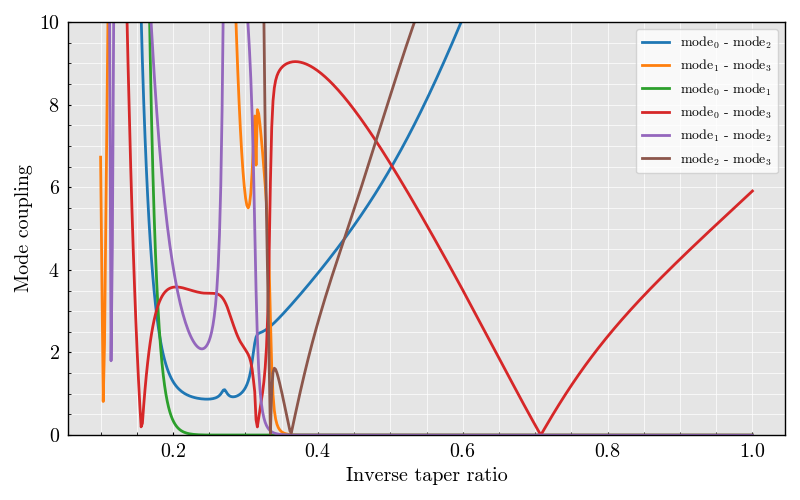 10
8
6
4
2
0
Mode coupling
0.2
0.4
0.6
0.8
1.0
Inverse taper ratio
mode₀ - mode₂
mode₁ - mode₃
mode₀ - mode₁
mode₀ - mode₃
mode₁ - mode₂
mode₂ - mode₃